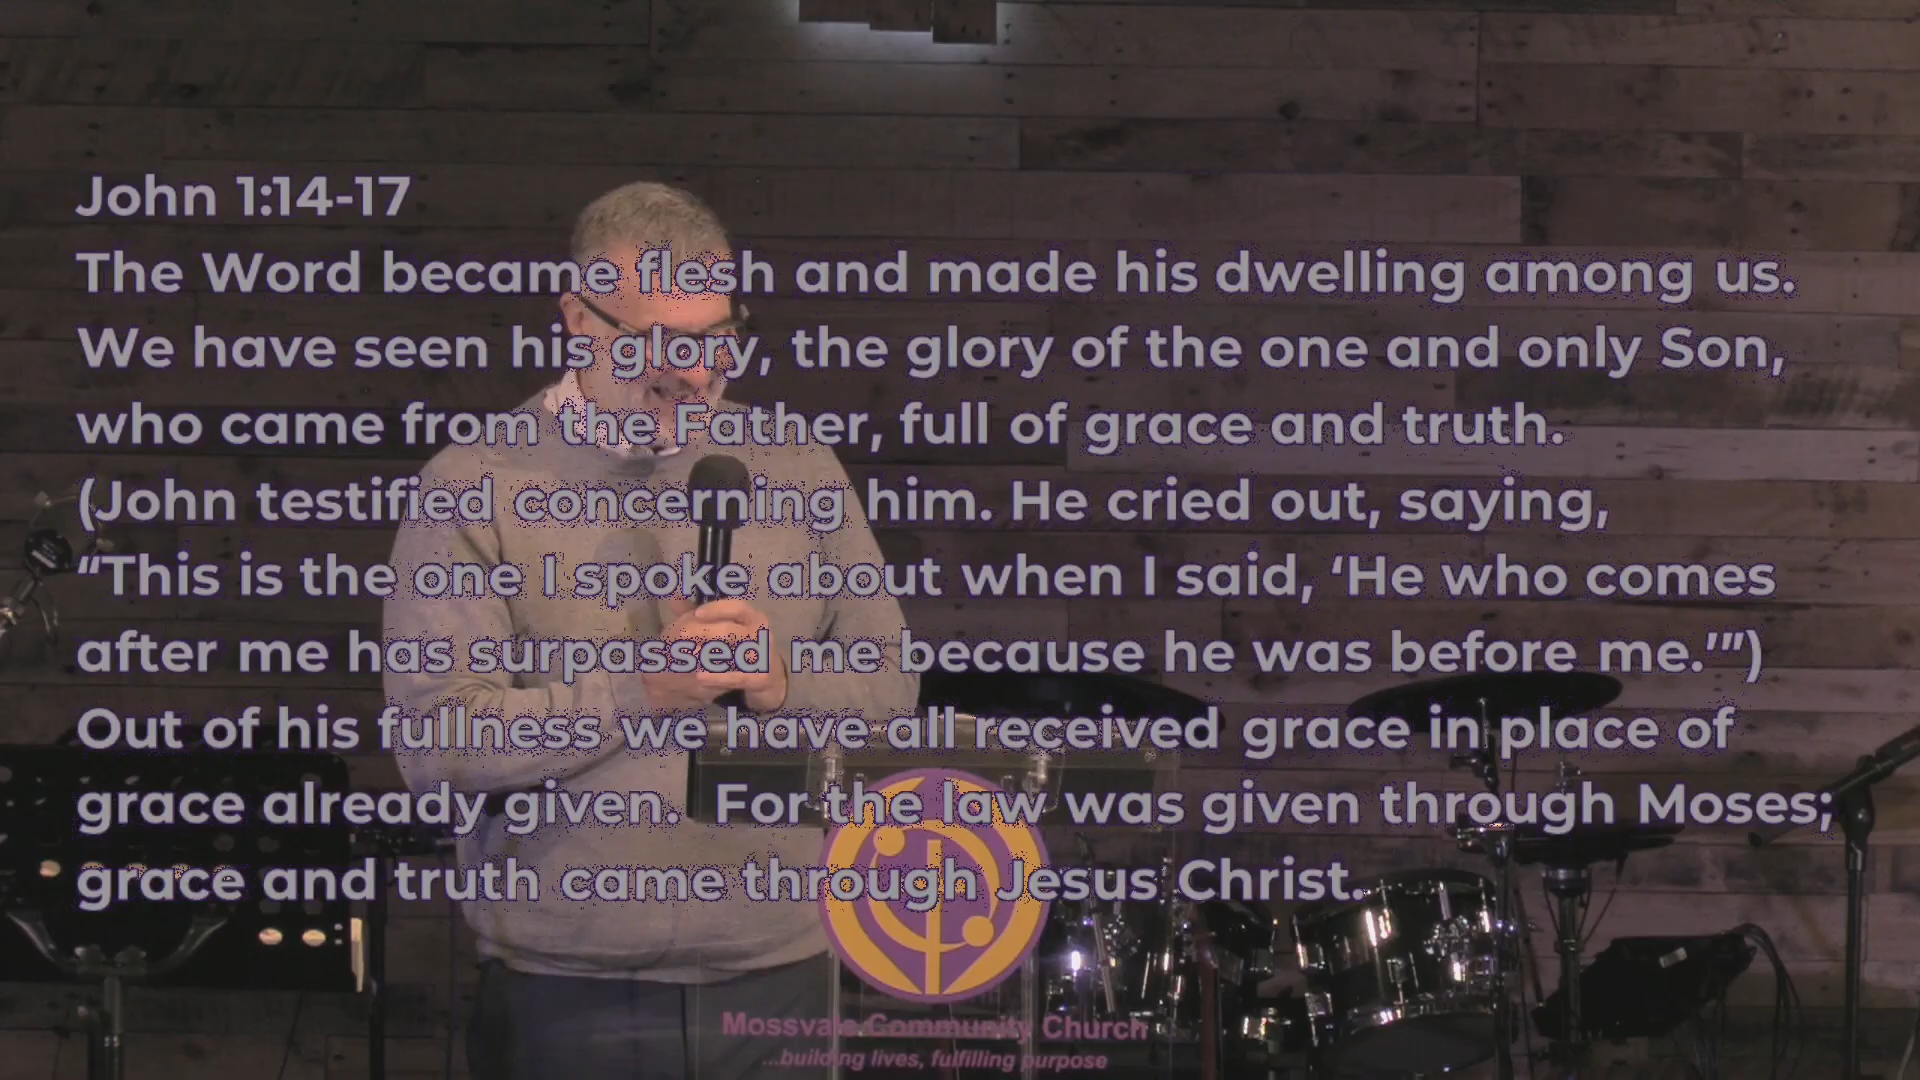 John 1:14-17
The Word became flesh and made his dwelling among us.
We have seen his glory, the glory of the one and only Son,
who came from the Father, full of grace and truth.
(John testified concerning him. He cried out, saying,
“This is the one I spoke about when I said, ‘He who comes
after me has surpassed me because he was before me.’”)
Out of his fullness we have all received grace in place of
grace already given.  For the law was given through Moses;
grace and truth came through Jesus Christ.
Mossvale Community Church
...building lives, fulfilling purpose